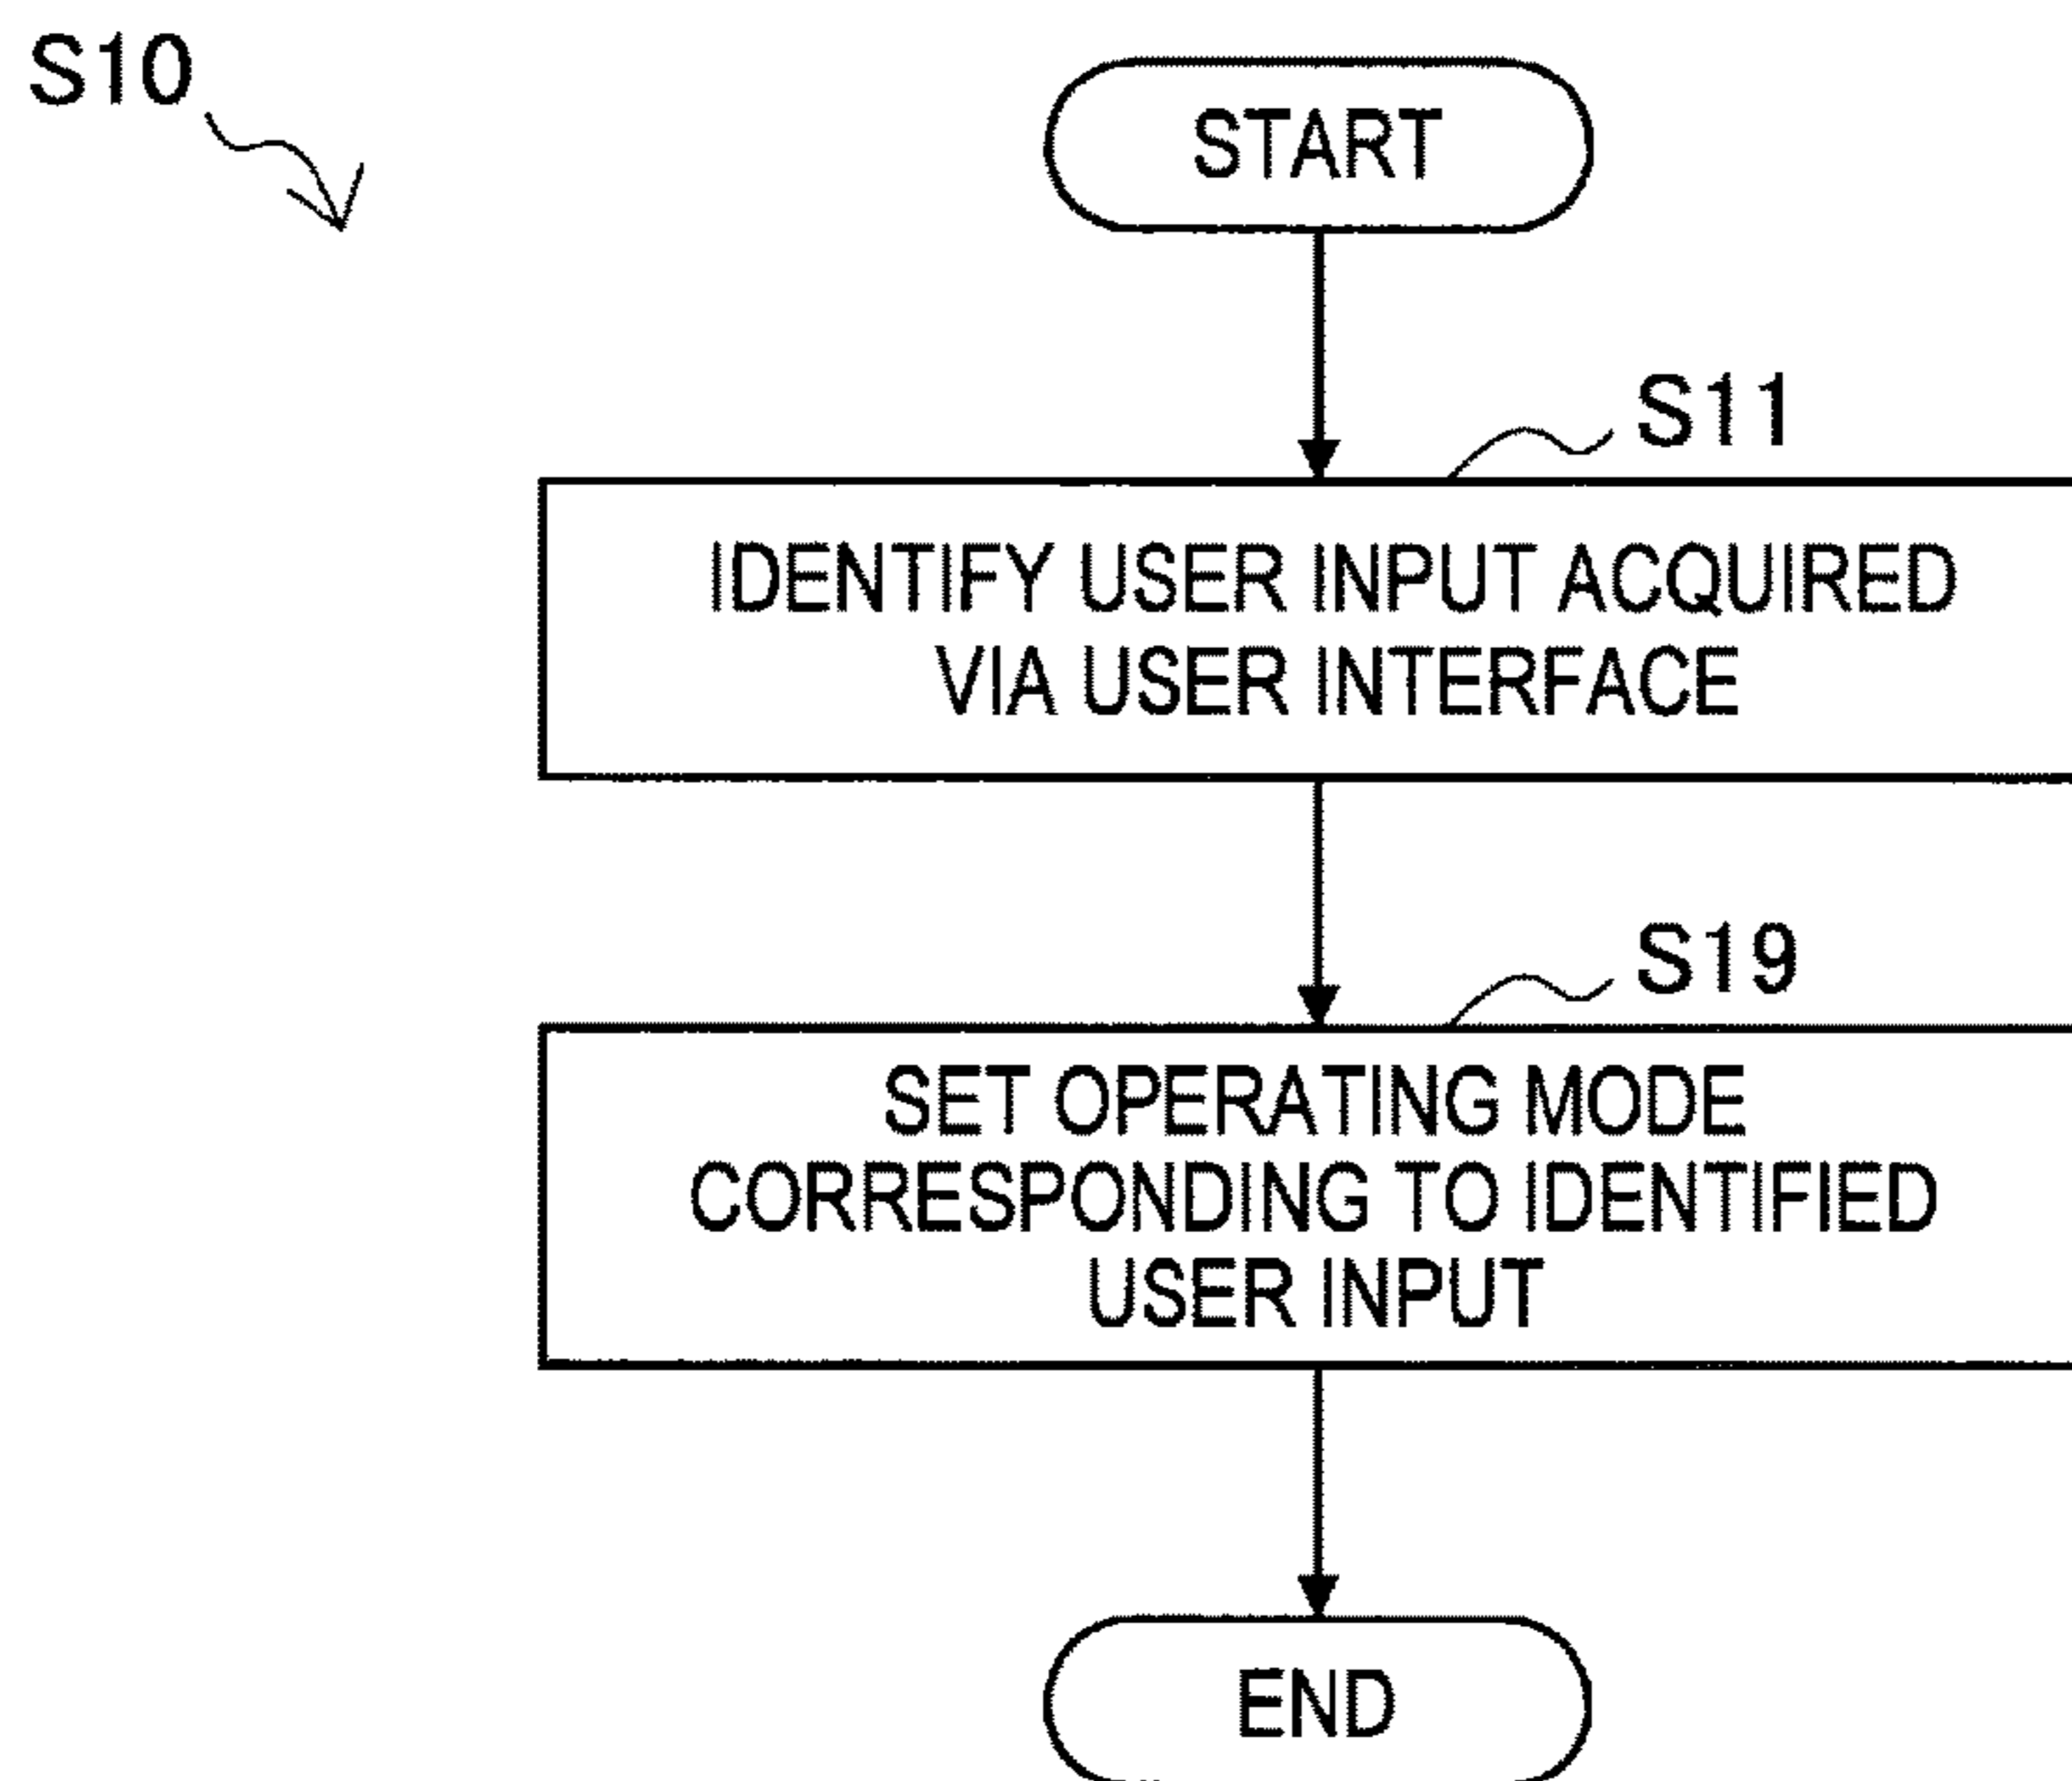 S10
START
S11
IDENTIFY USER INPUT ACQUIRED
VIA USER INTERFACE
S19
SET OPERATING MODE
CORRESPONDING TO IDENTIFIED
USER INPUT
END